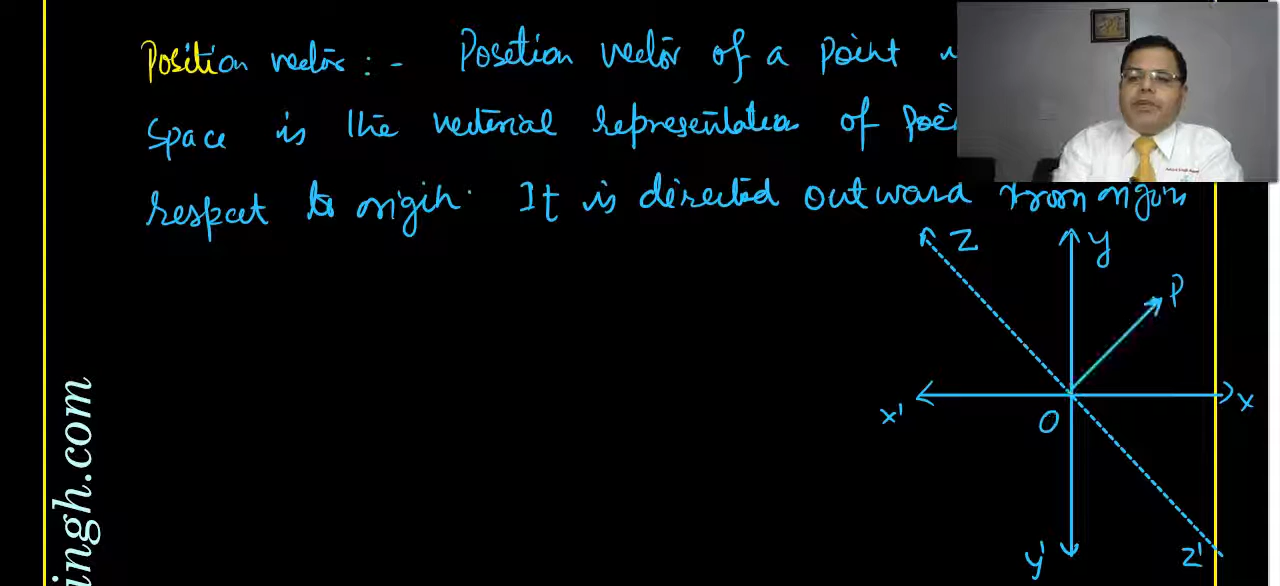 Position vector : - Position vector of a point
space is the vectorial representation of
respect to origin. It is directed outward from origin
Z
y
P
x'
O
x
y'
Z'
ingh.com